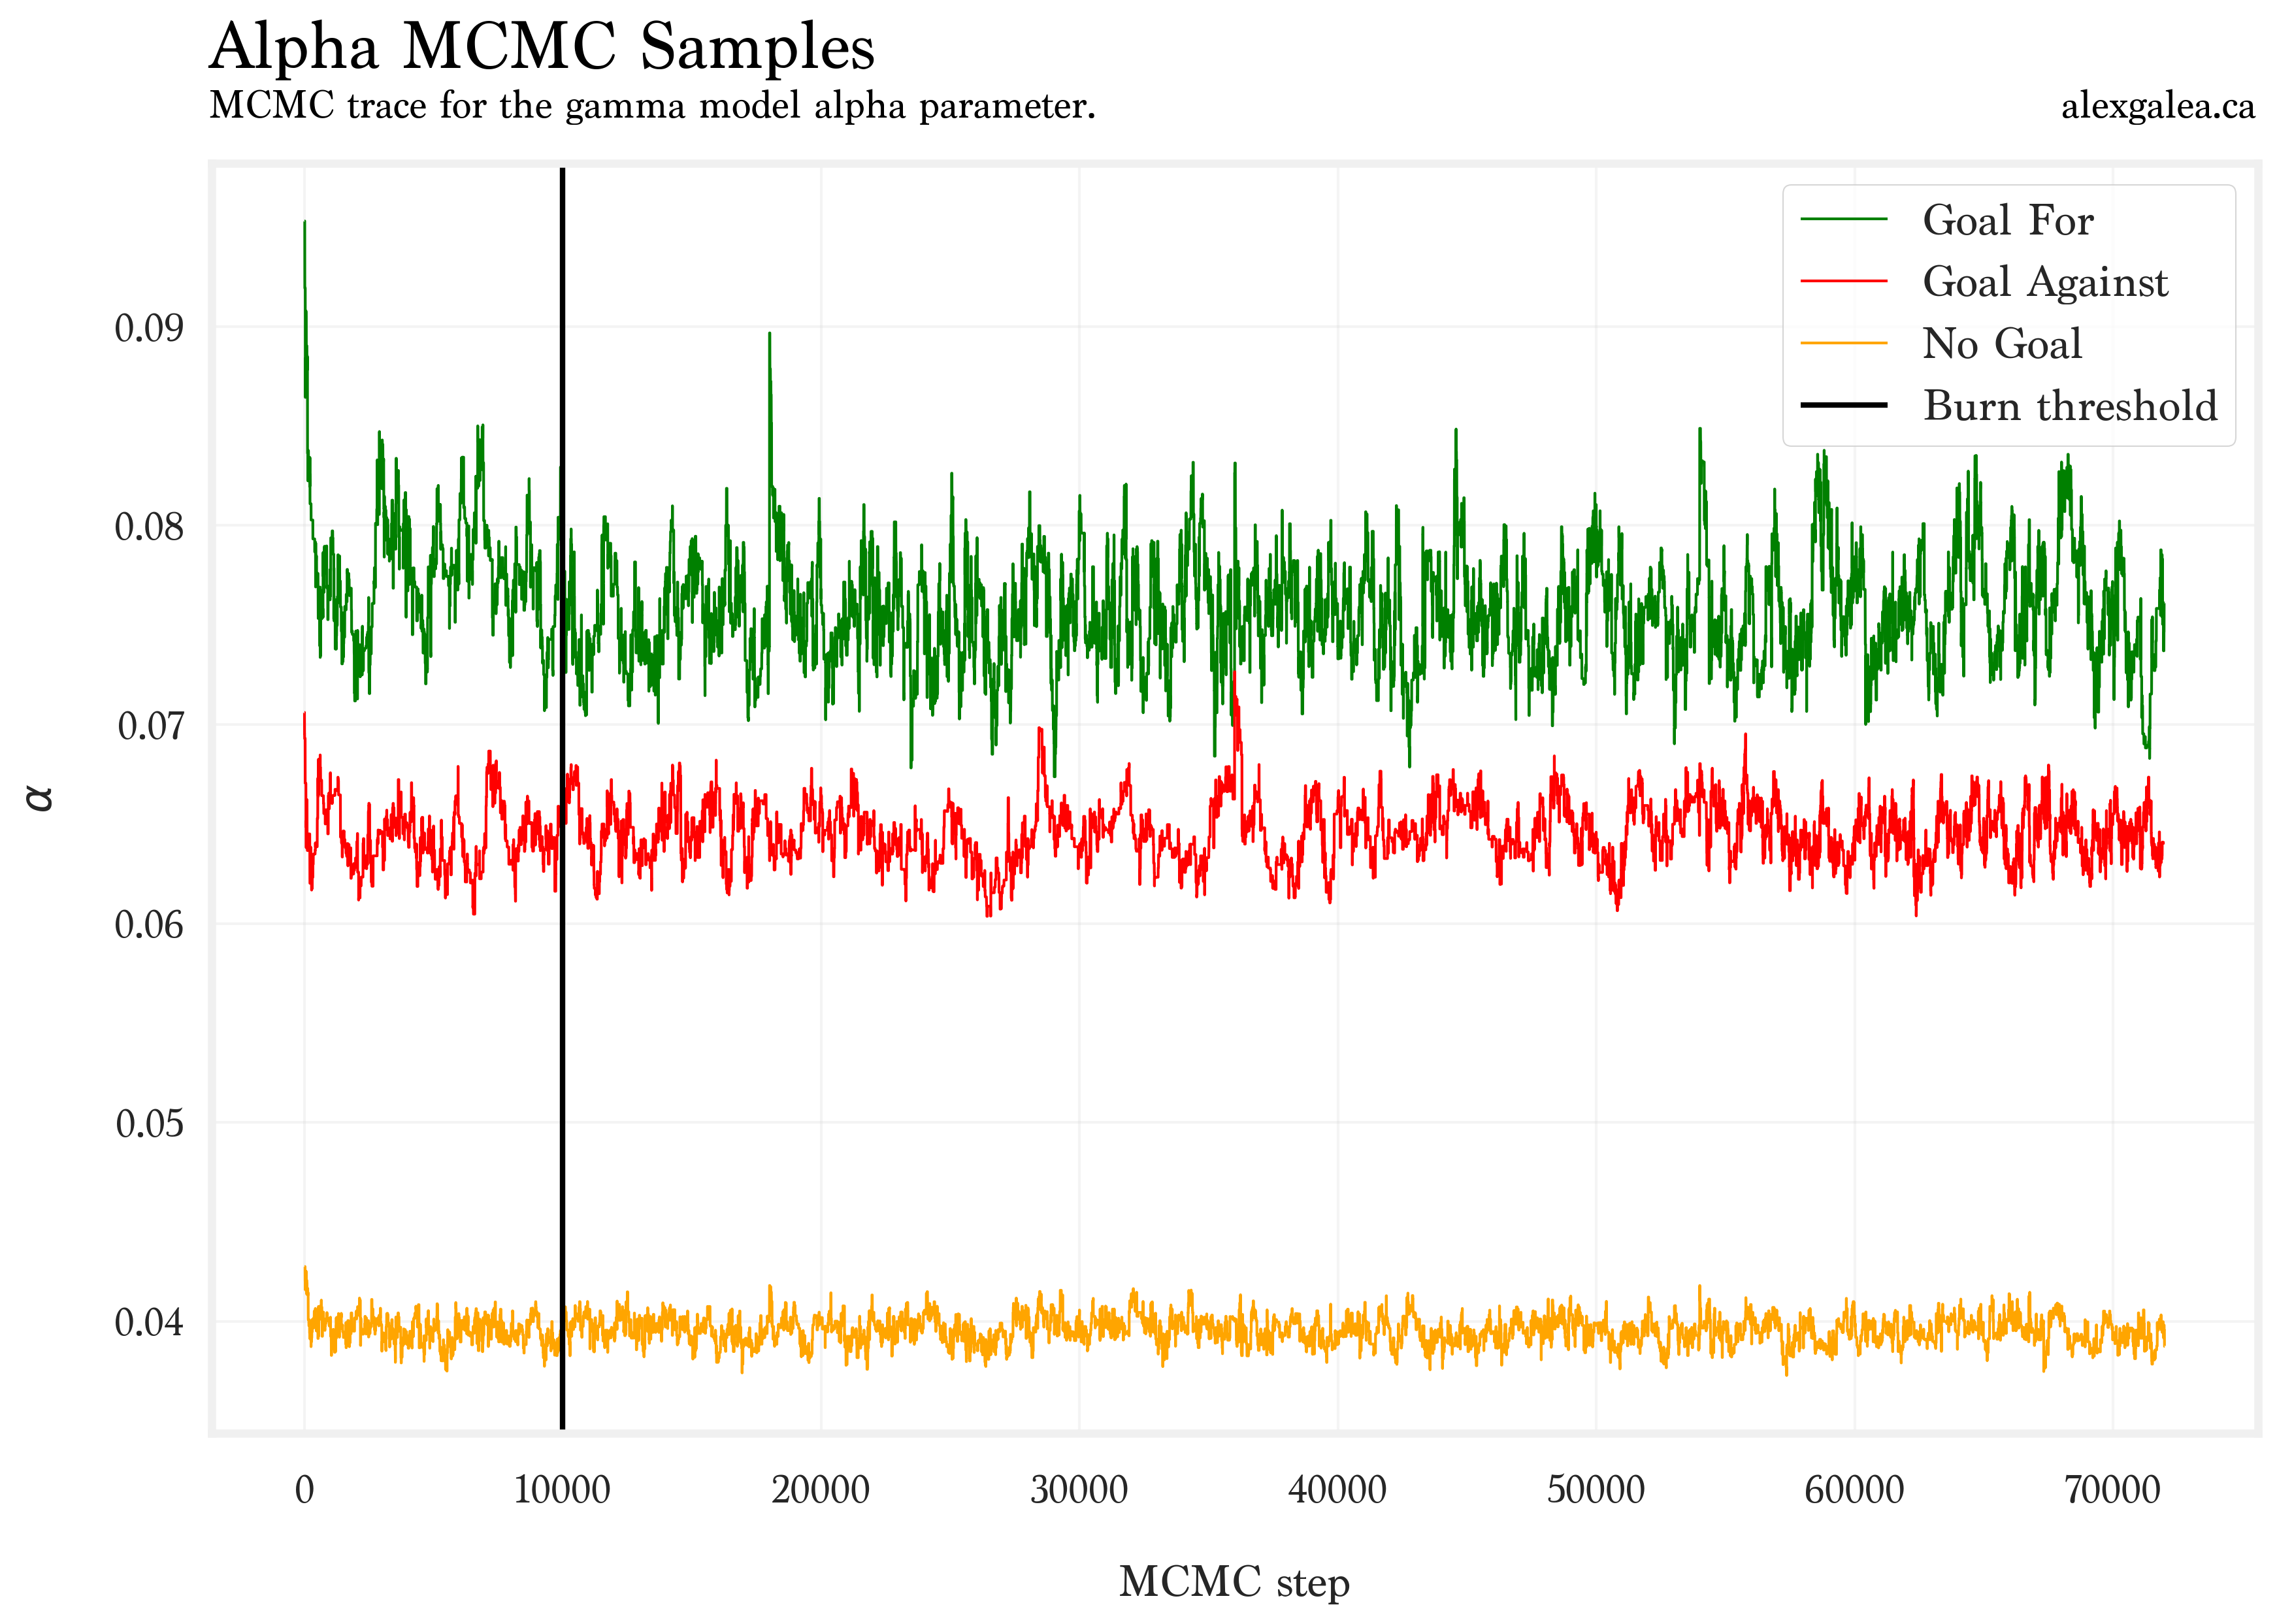 Alpha MCMC Samples
MCMC trace for the gamma model alpha parameter.
alexgalea.ca
Goal For
Goal Against
No Goal
Burn threshold
0.09
0.08
0.07
0.06
0.05
0.04
α
0 10000 20000 30000 40000 50000 60000 70000
MCMC step